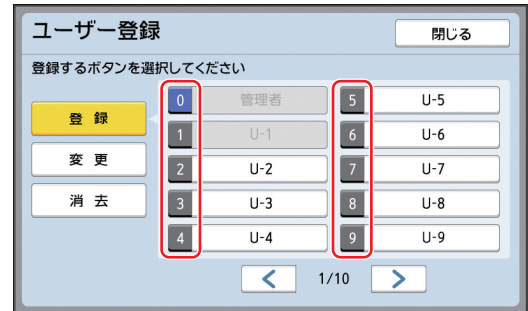 ユーザー登録 閉じる
登録するボタンを選択してください
登 録
変 更
消 去
0 管理者 5 U-5
1 U-1 6 U-6
2 U-2 7 U-7
3 U-3 8 U-8
4 U-4 9 U-9
< 1/10 >